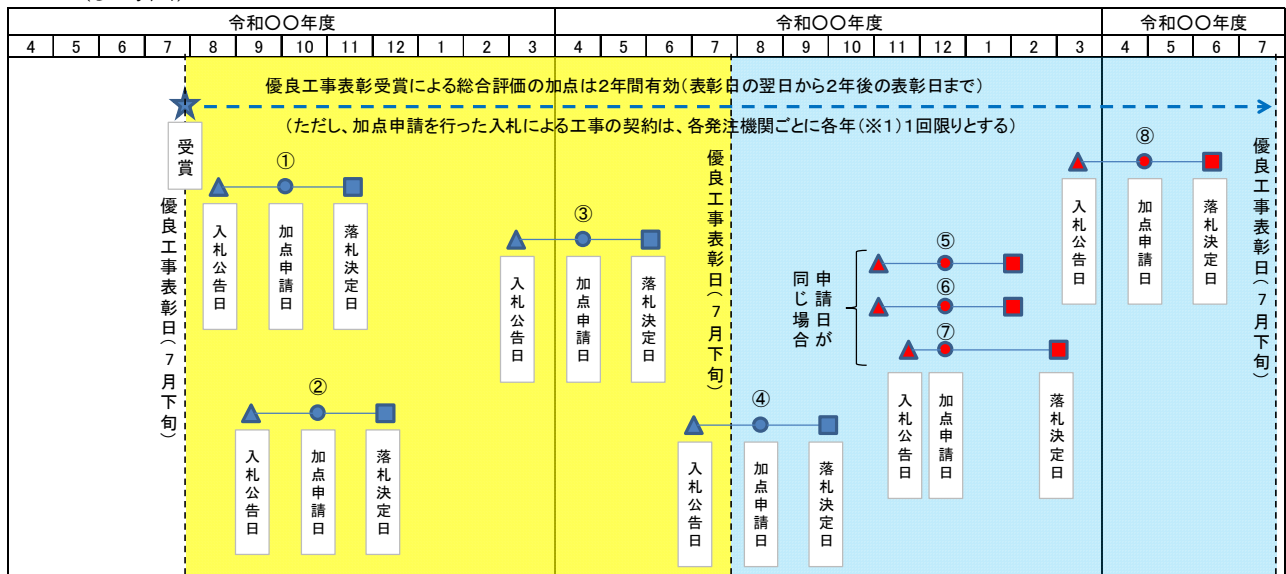 令和〇〇年度 令和〇〇年度 令和〇〇年度
4 5 6 7 8 9 10 11 12 1 2 3 4 5 6 7 8 9 10 11 12 1 2 3 4 5 6 7
優良工事表彰受賞による総合評価の加点は2年間有効(表彰日の翌日から2年後の表彰日まで)
(ただし、加点申請を行った入札による工事の契約は、各発注機関ごとに各年(※1)1回限りとする)
受賞
優良工事表彰日(7月下旬)
①
入札公告日
加点申請日
落札決定日
②
入札公告日
加点申請日
落札決定日
③
入札公告日
加点申請日
落札決定日
優良工事表彰日(7月下旬)
④
入札公告日
加点申請日
落札決定日
申請日が
同じ場合
⑤
⑥
⑦
入札公告日
加点申請日
落札決定日
⑧
入札公告日
加点申請日
落札決定日
優良工事表彰日(7月下旬)